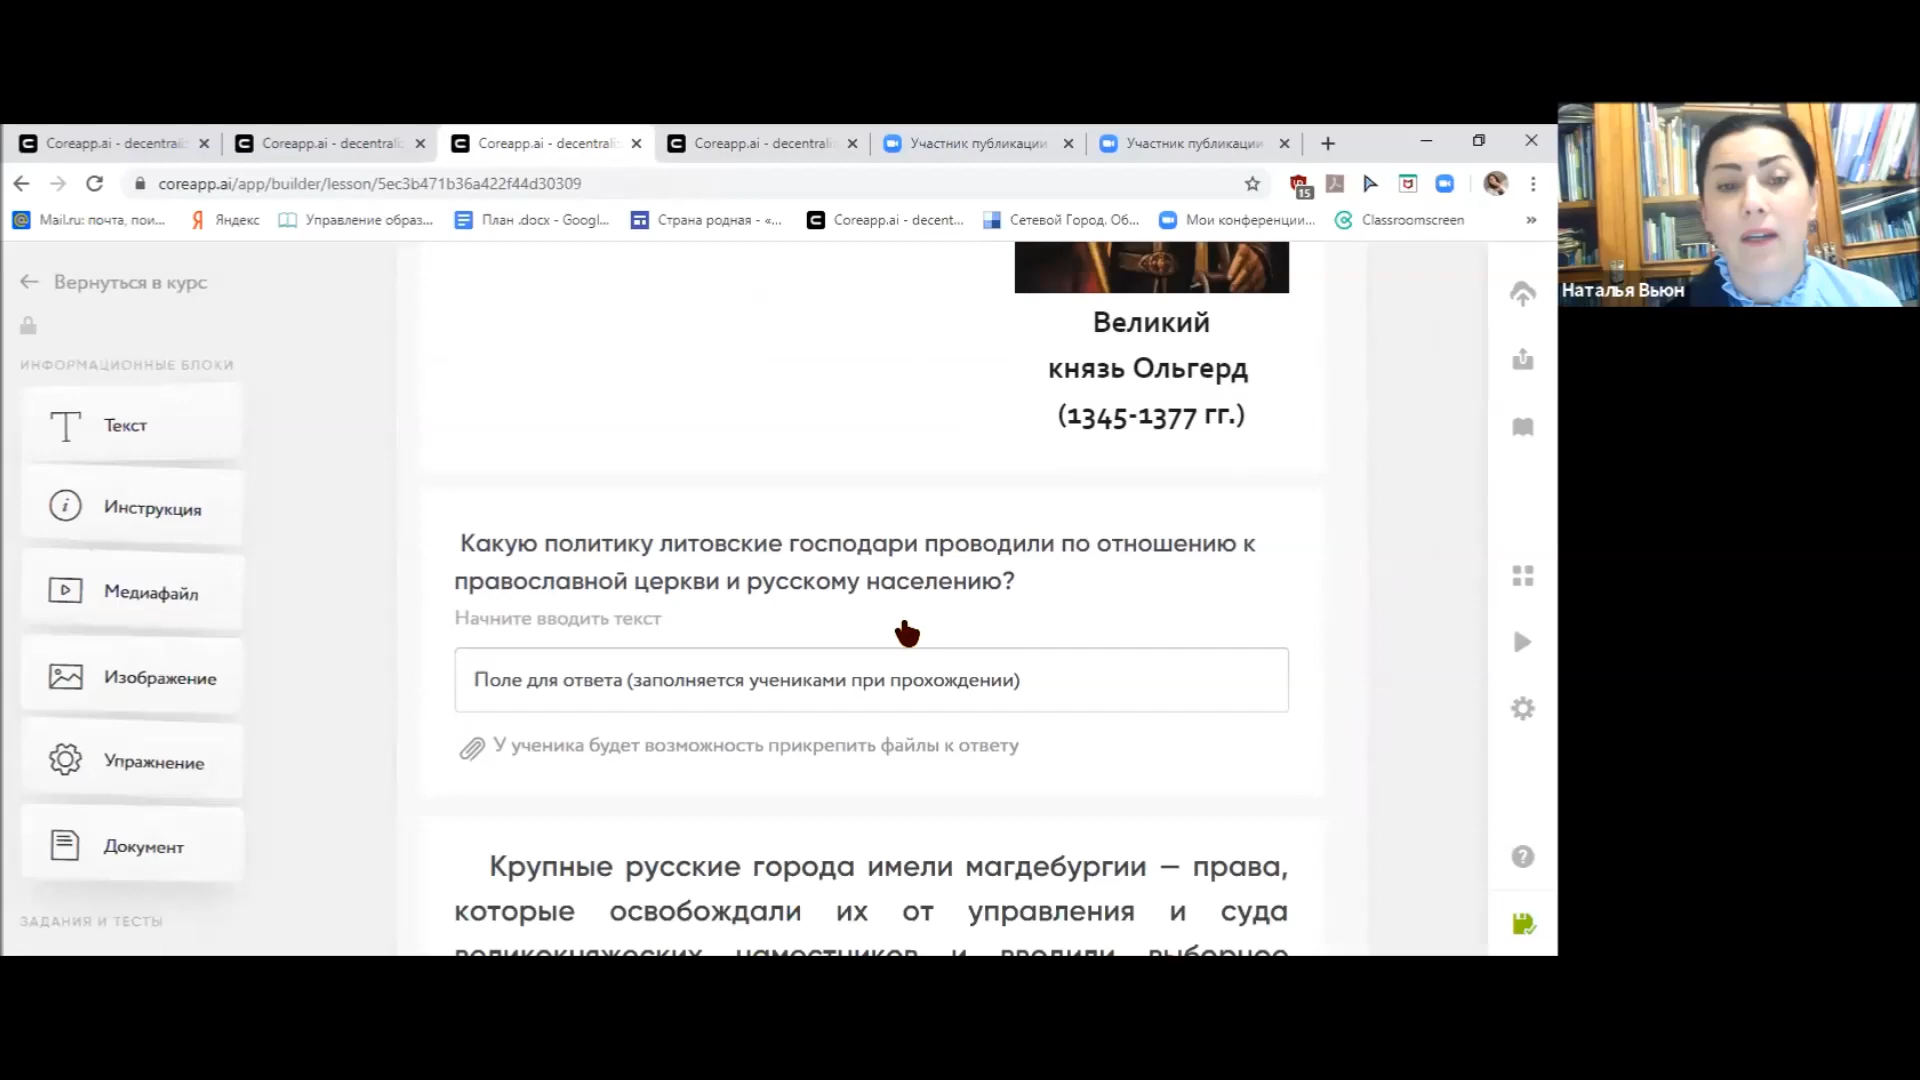 Coreapp.ai - decentrali
Coreapp.ai - decentrali
Coreapp.ai - decentrali
Coreapp.ai - decentrali
Участник публикации
Участник публикации
coreapp.ai/app/builder/lesson/5ec3b471b36a422f44d30309
15
Mail.ru: почта, пои...
Яндекс
Управление образ...
План .docx - Googl...
Страна родная - «...
Coreapp.ai - decent...
Сетевой Город. Об...
Мои конференции...
Classroomscreen
»
Наталья Вьюн
Вернуться в курс
ИНФОРМАЦИОННЫЕ БЛОКИ
Текст
Инструкция
Медиафайл
Изображение
Упражнение
Документ
ЗАДАНИЯ И ТЕСТЫ
Великий
князь Ольгерд
(1345-1377 гг.)
Какую политику литовские господари проводили по отношению к
православной церкви и русскому населению?
Начните вводить текст
Поле для ответа (заполняется учениками при прохождении)
У ученика будет возможность прикрепить файлы к ответу
Крупные русские города имели магдебургии — права,
которые освобождали их от управления и суда
великокняжеских наместников и вводили выборное